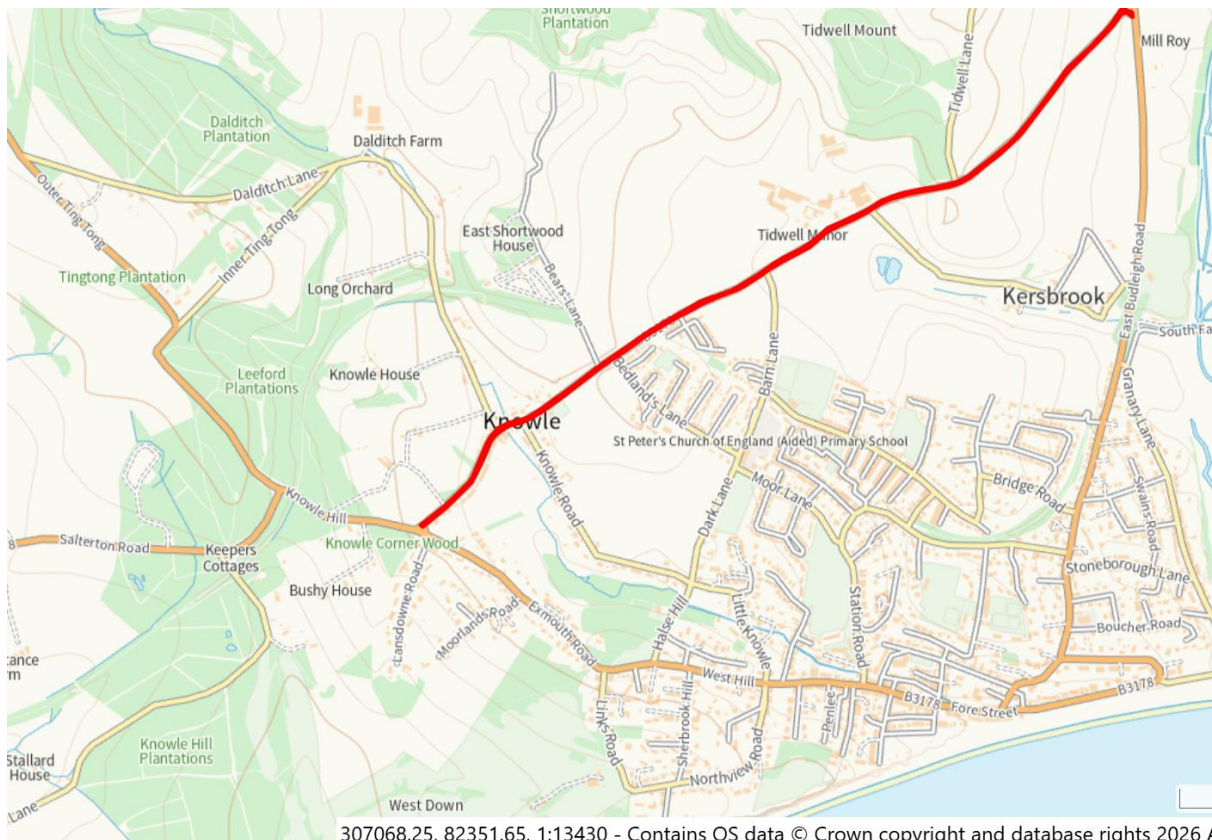 Shortwood
Plantation
Tidwell Mount
Mill Roy
Tidwell Lane
Dalditch
Plantation
Dalditch Farm
Outer Ting Tong
Dalditch Lane
Inner Ting Tong
East Shortwood
House
Tidwell Manor
Tingtong Plantation
Long Orchard
Bears Lane
Kersbrook
East Budleigh Road
South Fa
Leeford
Plantations
Knowle House
Bedland's Lane
Barn Lane
Granary Lane
Knowle
St Peter's Church of England (Aided) Primary School
Knowle Road
Moor Lane
Dark Lane
Bridge Road
Swains Road
Knowle Hill
Salterton Road
Knowle Corner Wood
Keepers
Cottages
Stoneborough Lane
Bushy House
Lansdowne Road
Moorlands Road
Exmouth Road
Halse Hill
Little Knowle
Station Road
Boucher Road
West Hill
B3178
Fore Street
B3178
Links Road
Sherbrook Hill
Penlee
Northview Road
Knowle Hill
Plantations
Stallard
House
Lane
West Down
307068.25, 82351.65, 1:13430 - Contains OS data © Crown copyright and database rights 2026